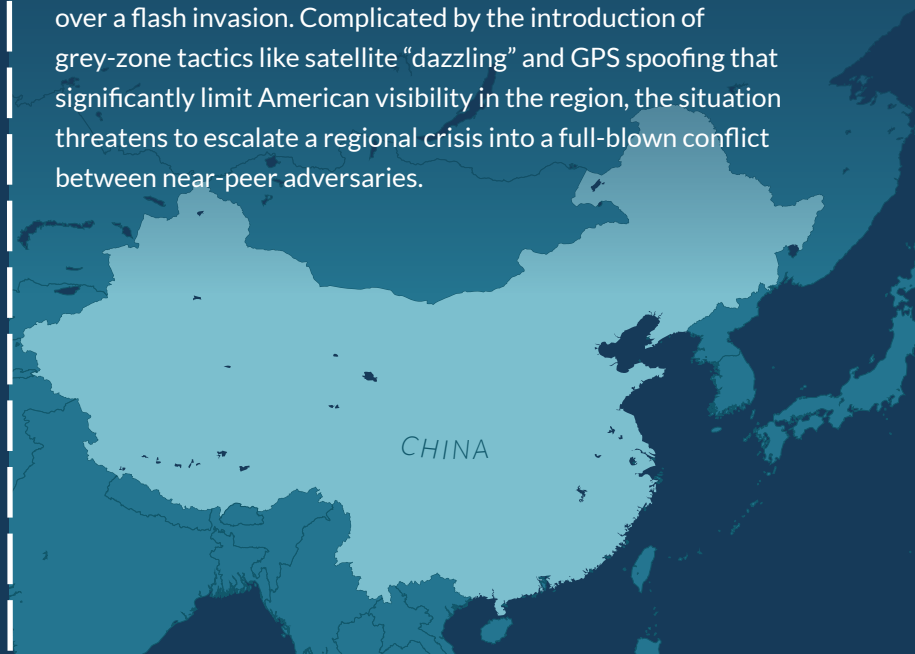 over a flash invasion. Complicated by the introduction of
grey-zone tactics like satellite “dazzling” and GPS spoofing that
significantly limit American visibility in the region, the situation
threatens to escalate a regional crisis into a full-blown conflict
between near-peer adversaries.
CHINA